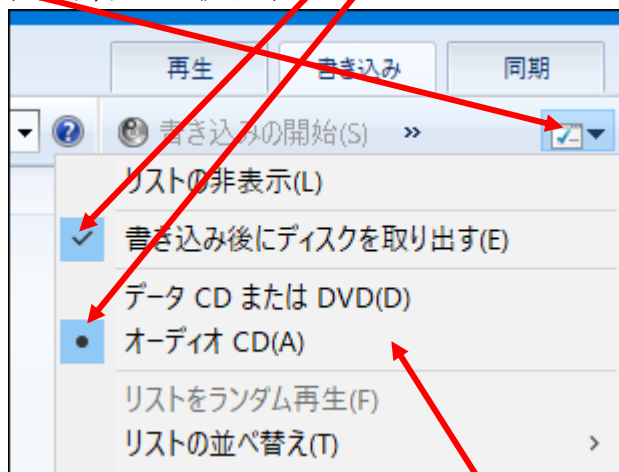 再生 書き込み 同期
書き込みの開始(S) »
リストの非表示(L)
書き込み後にディスクを取り出す(E)
データ CD または DVD(D)
オーディオ CD(A)
リストをランダム再生(F)
リストの並べ替え(T)